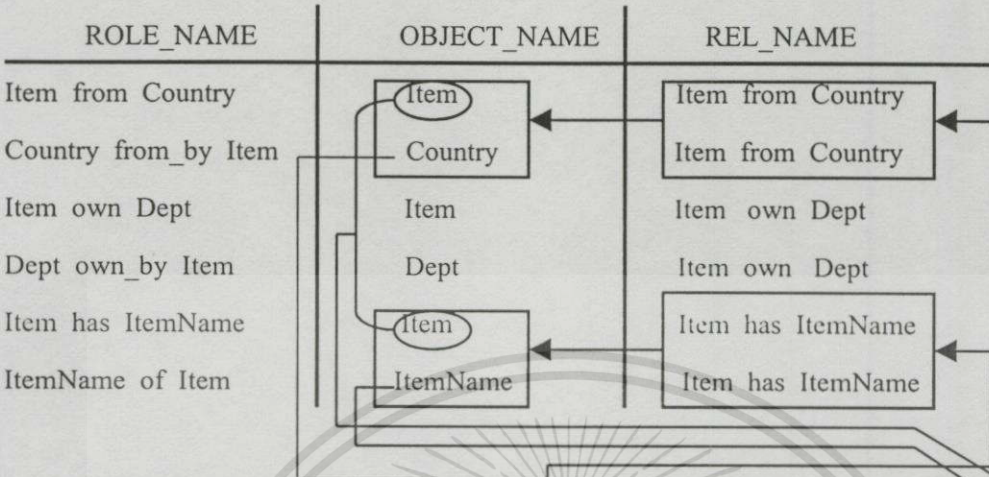 ROLE_NAME OBJECT_NAME REL_NAME
Item from Country Item Item from Country
Country from_by Item Country Item from Country
Item own Dept Item Item own Dept
Dept own_by Item Dept Item own Dept
Item has ItemName Item Item has ItemName
ItemName of Item ItemName Item has ItemName